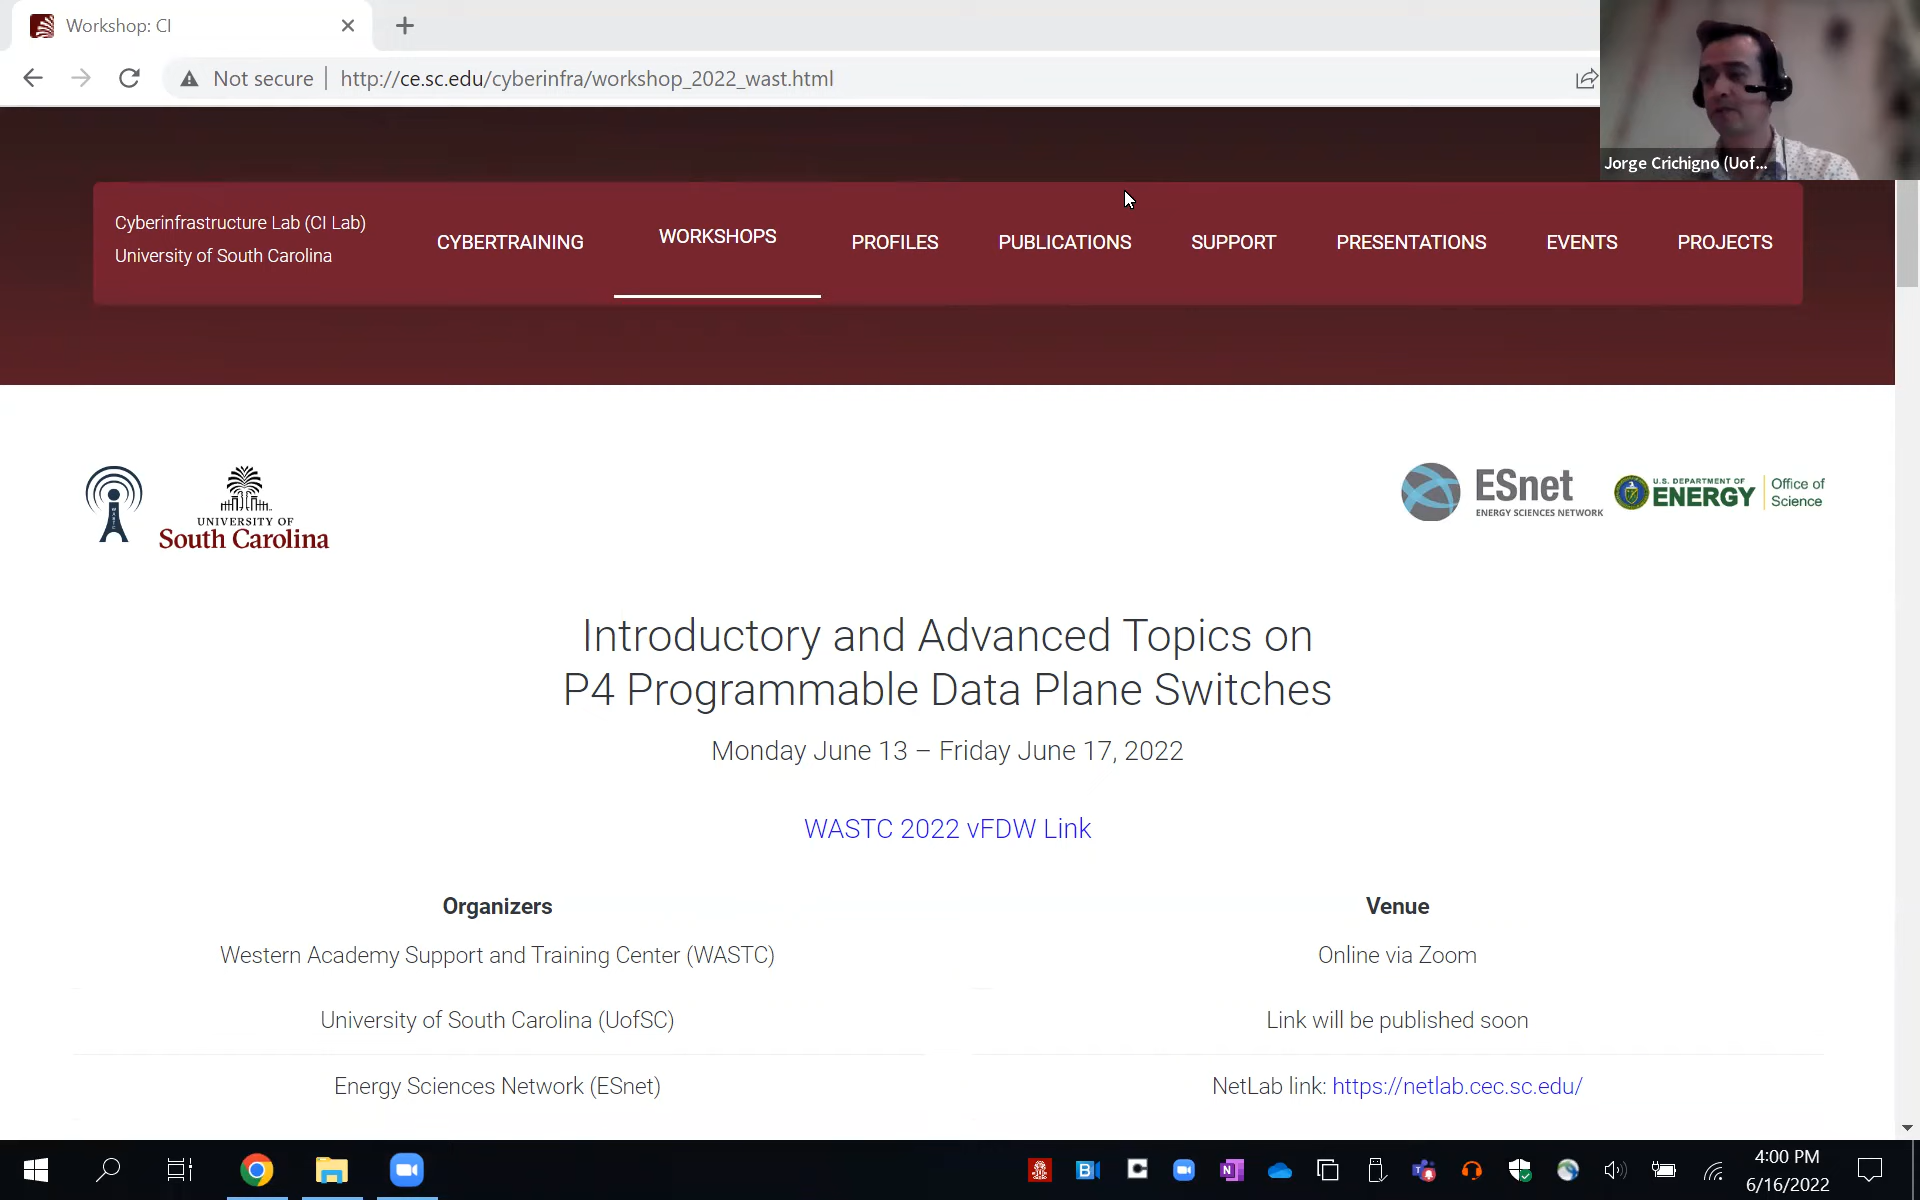 Workshop: CI
Not secure
http://ce.sc.edu/cyberinfra/workshop_2022_wast.html
Jorge Crichigno (Uof...
Cyberinfrastructure Lab (CI Lab)
University of South Carolina
CYBERTRAINING
WORKSHOPS
PROFILES
PUBLICATIONS
SUPPORT
PRESENTATIONS
EVENTS
PROJECTS
UNIVERSITY OF
South Carolina
ESnet
ENERGY SCIENCES NETWORK
U.S. DEPARTMENT OF
ENERGY
Office of
Science
Introductory and Advanced Topics on
P4 Programmable Data Plane Switches
Monday June 13 – Friday June 17, 2022
WASTC 2022 vFDW Link
Organizers
Western Academy Support and Training Center (WASTC)
University of South Carolina (UofSC)
Energy Sciences Network (ESnet)
Venue
Online via Zoom
Link will be published soon
NetLab link: https://netlab.cec.sc.edu/
4:00 PM
6/16/2022